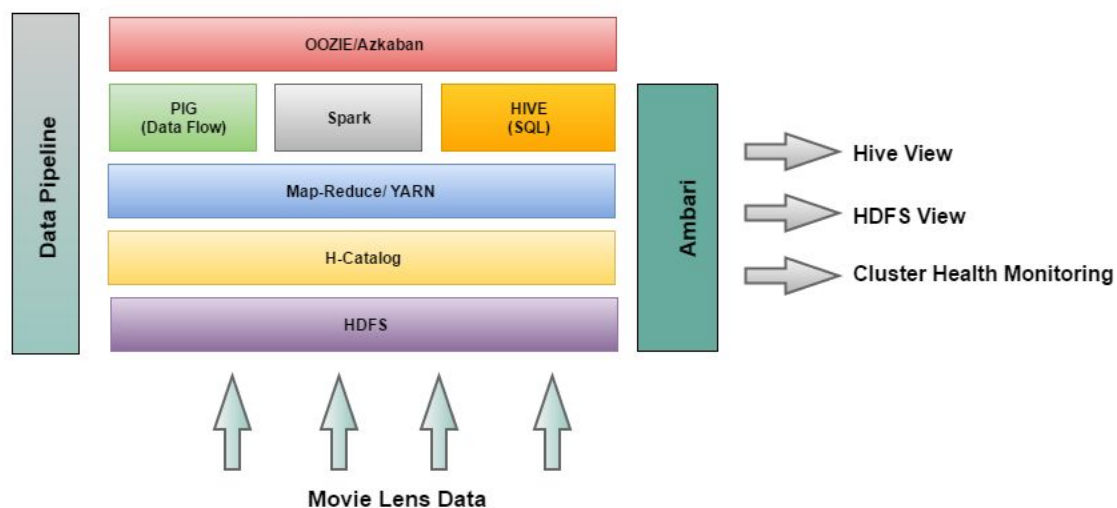 Data Pipeline
OOZIE/Azkaban
PIG
(Data Flow)
Spark
HIVE
(SQL)
Map-Reduce/ YARN
H-Catalog
HDFS
Ambari
Hive View
HDFS View
Cluster Health Monitoring
Movie Lens Data